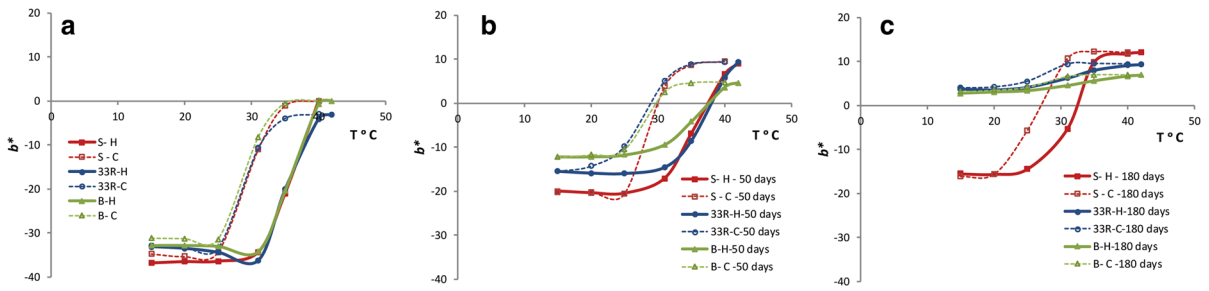 a
20
10
0
-10
-20
-30
-40
b*
0
10
20
30
40
50
T º C
S- H
S - C
33R-H
33R-C
B-H
B- C
b
20
10
0
-10
-20
-30
-40
b*
0
10
20
30
40
50
T º C
S- H - 50 days
S - C -50 days
33R-H-50 days
33R-C-50 days
B-H-50 days
B- C -50 days
c
20
10
0
-10
-20
-30
-40
b*
0
10
20
30
40
50
T º C
S- H - 180 days
S - C -180 days
33R-H-180 days
33R-C-180 days
B-H-180 days
B- C -180 days